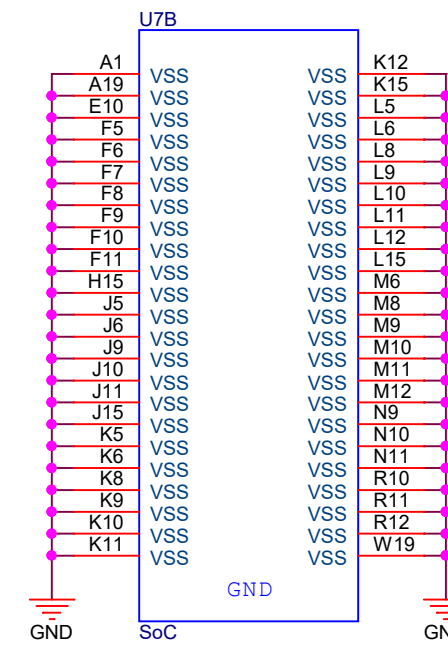 U7B
A1 VSS VSS K12
A19 VSS VSS K15
E10 VSS VSS L5
F5 VSS VSS L6
F6 VSS VSS L8
F7 VSS VSS L9
F8 VSS VSS L10
F9 VSS VSS L11
F10 VSS VSS L12
F11 VSS VSS L15
H15 VSS VSS M6
J5 VSS VSS M8
J6 VSS VSS M9
J9 VSS VSS M10
J10 VSS VSS M11
J11 VSS VSS M12
J15 VSS VSS N9
K5 VSS VSS N10
K6 VSS VSS N11
K8 VSS VSS R10
K9 VSS VSS R11
K10 VSS VSS R12
K11 VSS VSS W19
GND
GND SoC GN